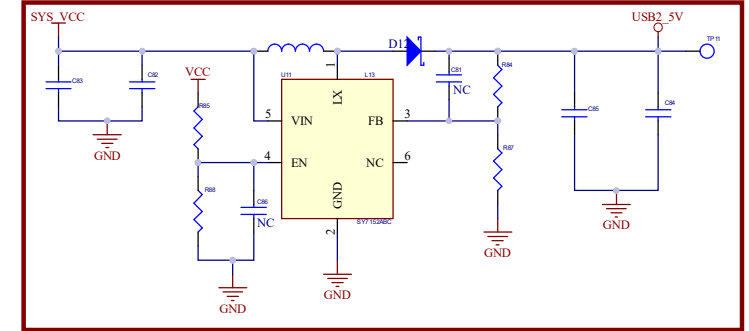 SYS_VCC
USB2_5V
TP11
D12
C83
C82
VCC
U11
1
L13
C81
NC
R84
R85
LX
5
VIN
FB
3
C85
C84
4
EN
NC
6
R87
R88
C86
NC
GND
GND
SY7152ABC
2
GND
GND
GND
GND